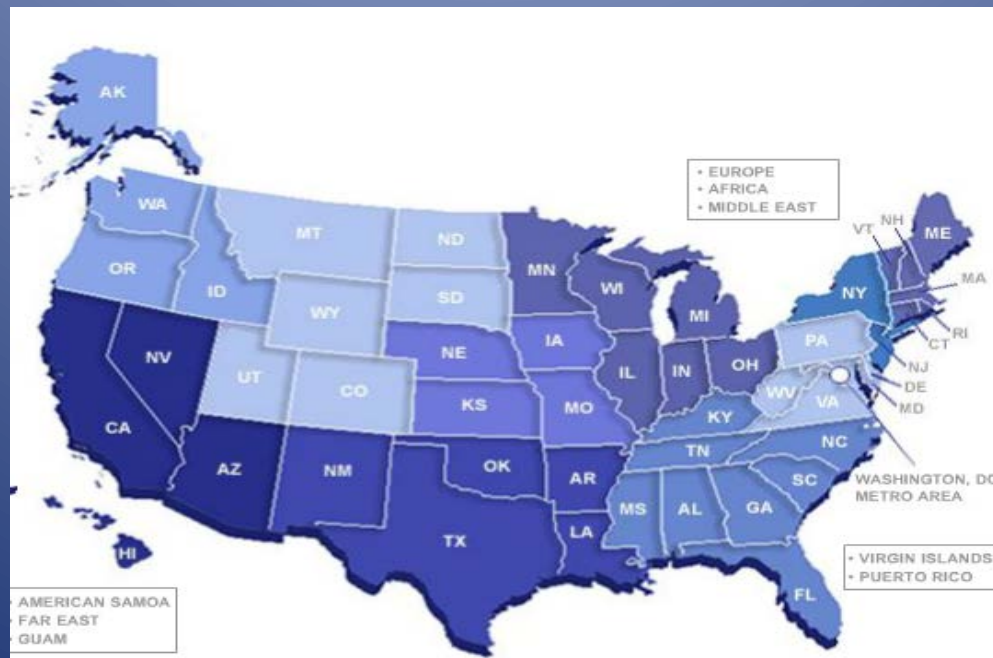 AK
• EUROPE
• AFRICA
• MIDDLE EAST
WA
MT
ND
MN
VT
NH
ME
OR
ID
SD
WI
MI
NY
MA
WY
RI
CT
NV
UT
CO
NE
IA
IL
IN
OH
PA
NJ
DE
MD
CA
KS
MO
KY
WV
VA
AZ
NM
OK
AR
TN
NC
SC
WASHINGTON, DC
METRO AREA
TX
LA
MS
AL
GA
HI
FL
• VIRGIN ISLANDS
• PUERTO RICO
• AMERICAN SAMOA
• FAR EAST
• GUAM